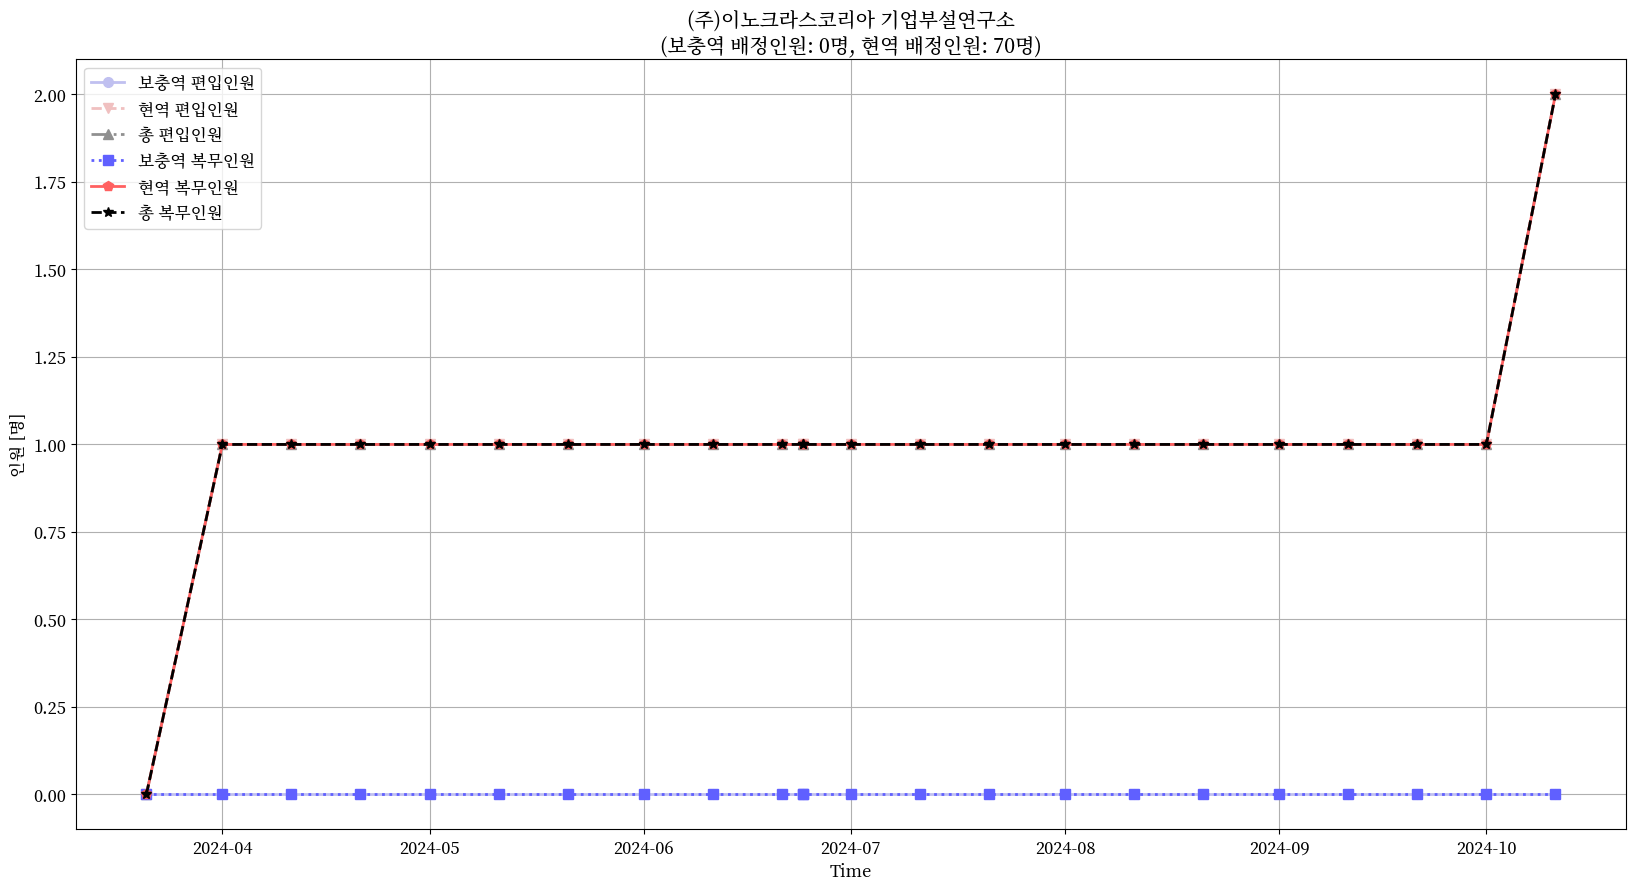 (주)이노크라스코리아 기업부설연구소
(보충역 배정인원: 0명, 현역 배정인원: 70명)
보충역 편입인원
현역 편입인원
총 편입인원
보충역 복무인원
현역 복무인원
총 복무인원
인원 [명]
2.00
1.75
1.50
1.25
1.00
0.75
0.50
0.25
0.00
2024-04
2024-05
2024-06
2024-07
2024-08
2024-09
2024-10
Time